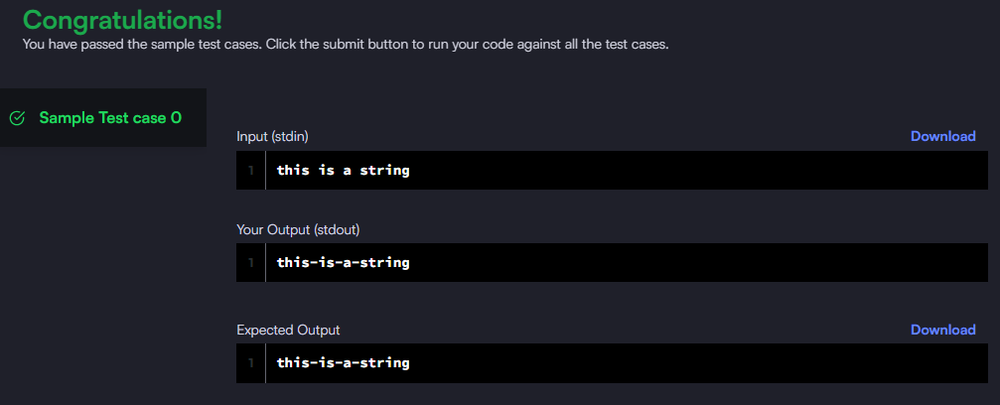 Congratulations!
You have passed the sample test cases. Click the submit button to run your code against all the test cases.
Sample Test case 0
Input (stdin)
Download
1 this is a string
Your Output (stdout)
1 this-is-a-string
Expected Output
Download
1 this-is-a-string